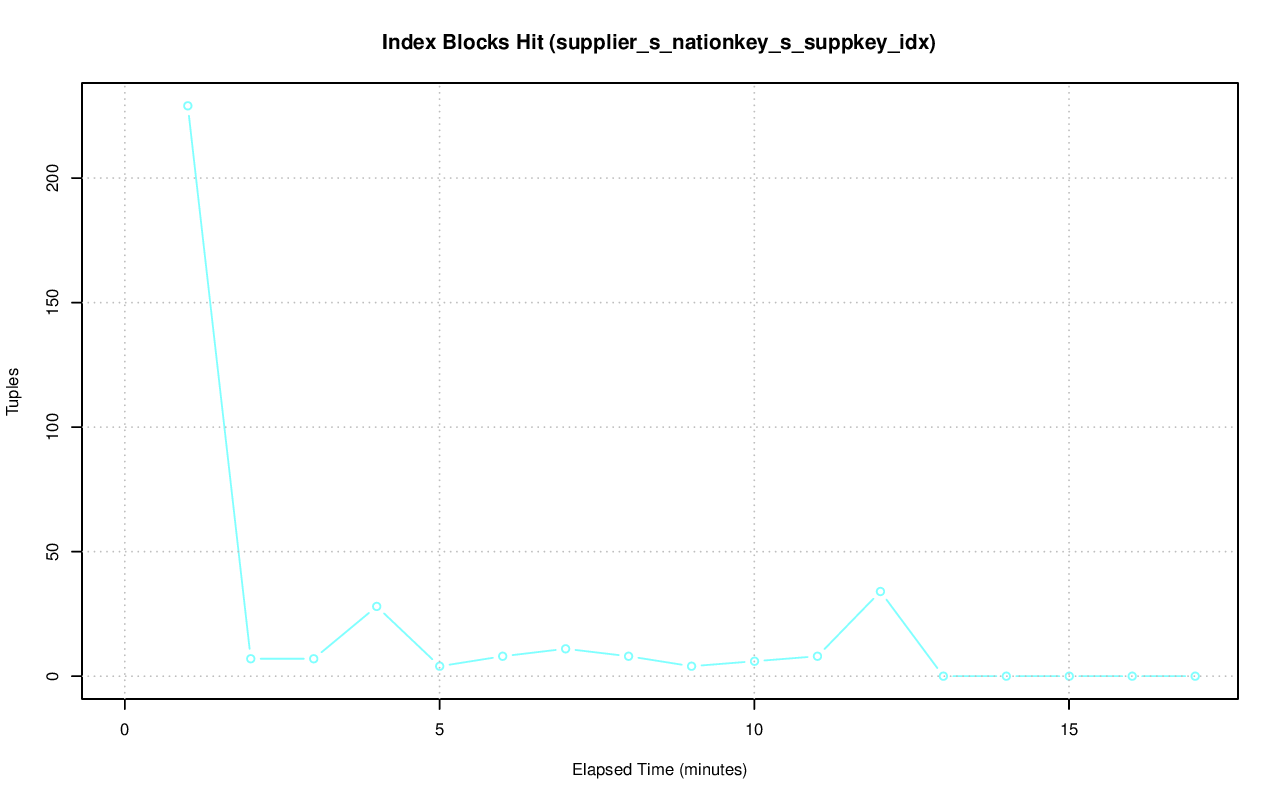 Index Blocks Hit (supplier_s_nationkey_s_suppkey_idx)
Tuples
200
150
100
50
0
0 5 10 15
Elapsed Time (minutes)